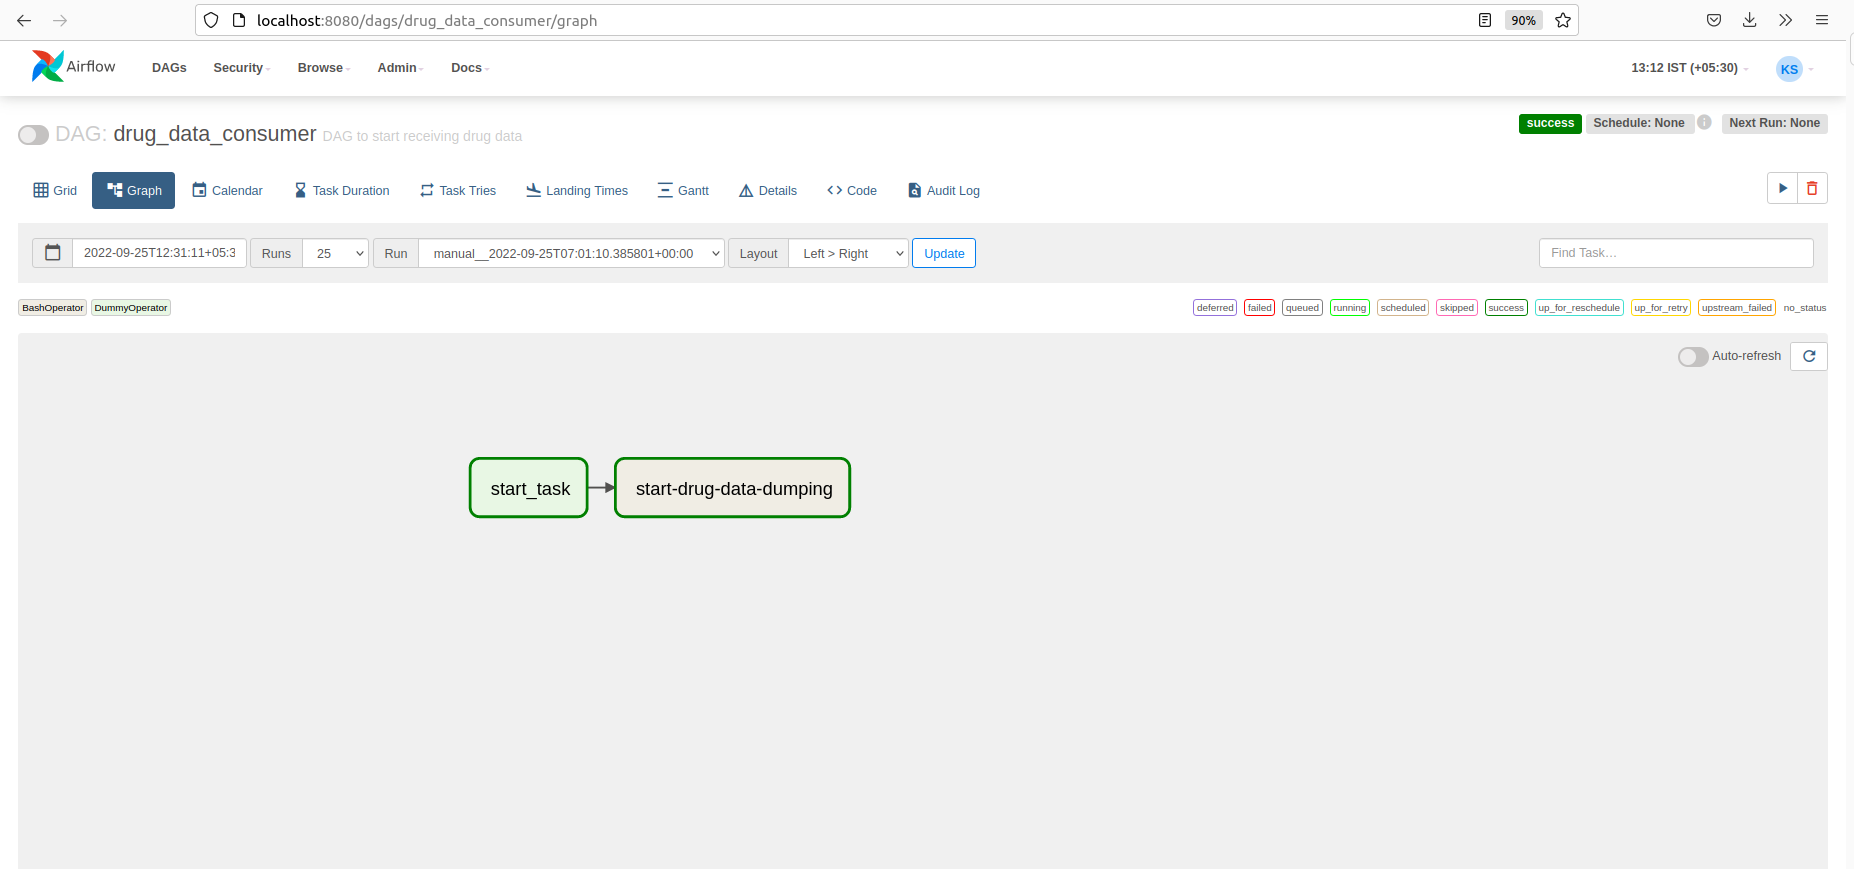 localhost:8080/dags/drug_data_consumer/graph 90%
Airflow DAGs Security Browse Admin Docs 13:12 IST (+05:30) KS
DAG: drug_data_consumer DAG to start receiving drug data success Schedule: None i Next Run: None
Grid Graph Calendar Task Duration Task Tries Landing Times Gantt Details Code Audit Log
2022-09-25T12:31:11+05:3 Runs 25 Run manual__2022-09-25T07:01:10.385801+00:00 Layout Left > Right Update Find Task…
BashOperator DummyOperator deferred failed queued running scheduled skipped success up_for_reschedule up_for_retry upstream_failed no_status
Auto-refresh
start_task start-drug-data-dumping